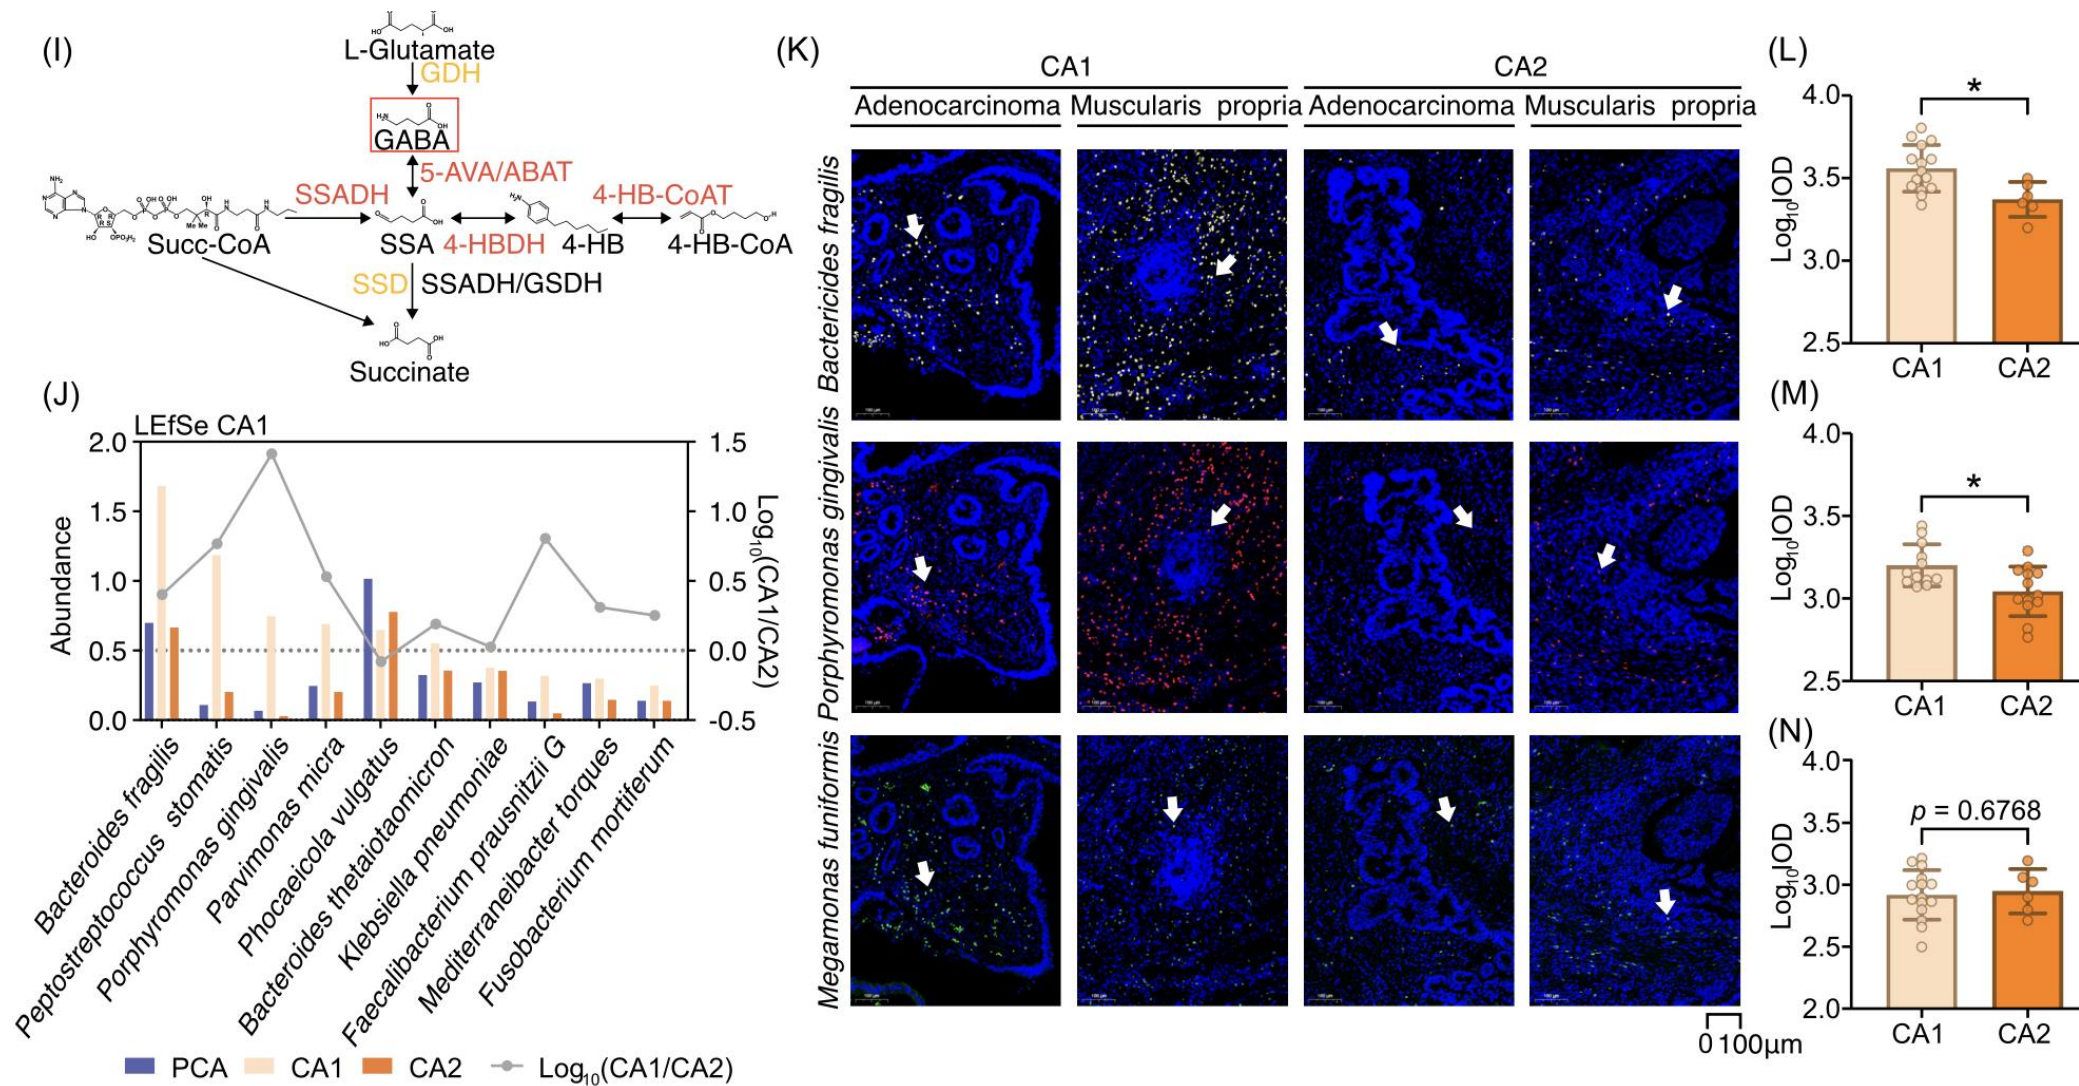 (I)
L-Glutamate
GDH
GABA
5-AVA/ABAT
SSADH
4-HB-CoAT
Succ-CoA
SSA
4-HBDH
4-HB
4-HB-CoA
SSD
SSADH/GSDH
Succinate
(J)
LEfSe CA1
2.0
1.5
1.0
0.5
0.0
Abundance
1.5
1.0
0.5
0.0
-0.5
Log10(CA1/CA2)
Bacteroides fragilis
Peptostreptococcus stomatis
Porphyromonas gingivalis
Parvimonas micra
Phocaeicola vulgatus
Bacteroides thetaiotaomicron
Klebsiella pneumoniae
Faecalibacterium prausnitzii G
Mediterraneibacter torques
Fusobacterium mortiferum
PCA
CA1
CA2
Log10(CA1/CA2)
(K)
CA1
CA2
Adenocarcinoma
Muscularis propria
Adenocarcinoma
Muscularis propria
Bactericides fragilis
Porphyromonas gingivalis
Megamonas funiformis
0 100μm
(L)
4.0
3.5
3.0
2.5
Log10IOD
*
CA1
CA2
(M)
4.0
3.5
3.0
2.5
Log10IOD
*
CA1
CA2
(N)
4.0
3.5
3.0
2.5
2.0
Log10IOD
p = 0.6768
CA1
CA2